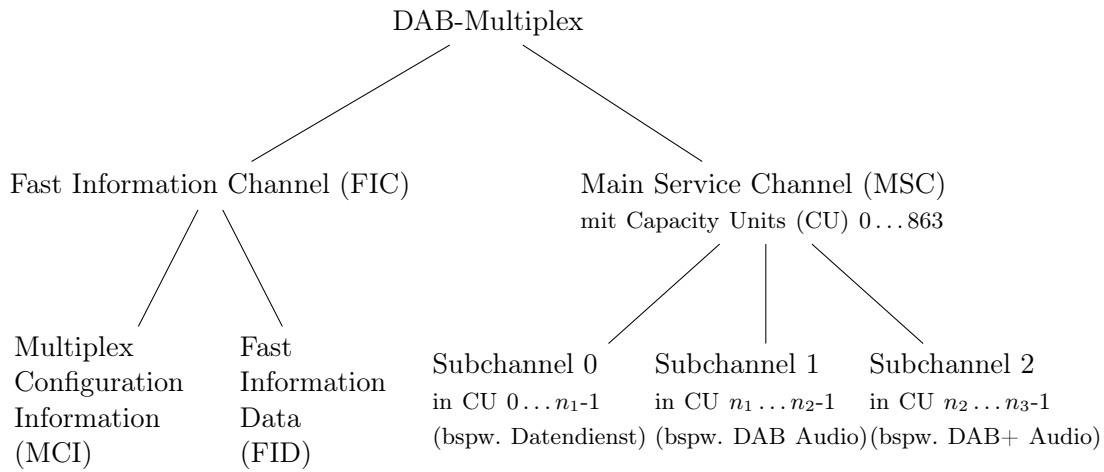 DAB-Multiplex
Fast Information Channel (FIC)
Main Service Channel (MSC)
mit Capacity Units (CU) 0...863
Multiplex
Configuration
Information
(MCI)
Fast
Information
Data
(FID)
Subchannel 0
in CU 0...n₁-1
(bspw. Datendienst)
Subchannel 1
in CU n₁...n₂-1
(bspw. DAB Audio)
Subchannel 2
in CU n₂...n₃-1
(bspw. DAB+ Audio)